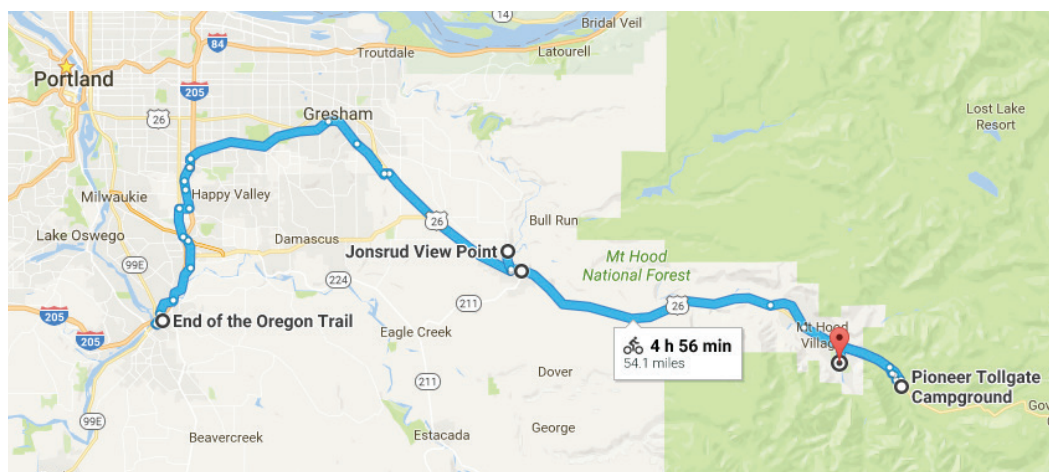 14
Bridal Veil
84
Troutdale
Latourell
Portland
205
Gresham
26
Lost Lake
Resort
Milwaukie
Happy Valley
Lake Oswego
Damascus
26
Bull Run
Jonsrud View Point
99E
224
Mt Hood
National Forest
211
26
205
End of the Oregon Trail
Eagle Creek
Mt Hood
Village
4 h 56 min
54.1 miles
Dover
211
Pioneer Tollgate
Campground
99E
Beavercreek
Estacada
George